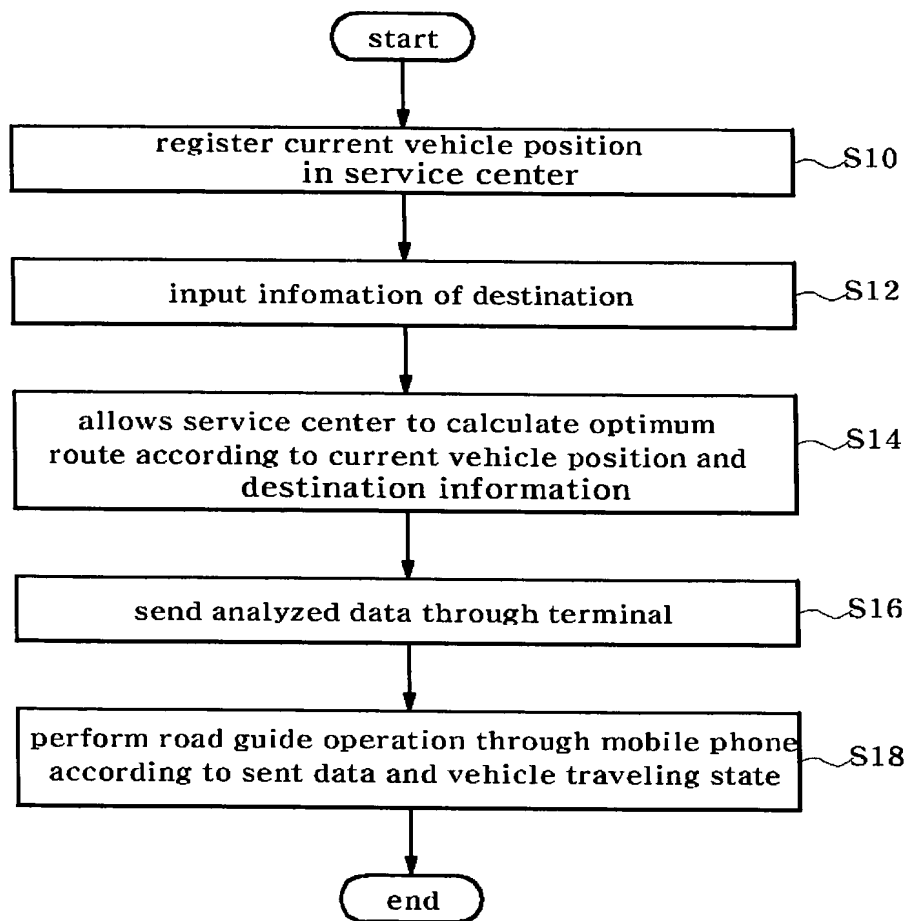 start
register current vehicle position
in service center
S10
input infomation of destination
S12
allows service center to calculate optimum
route according to current vehicle position and
destination information
S14
send analyzed data through terminal
S16
perform road guide operation through mobile phone
according to sent data and vehicle traveling state
S18
end